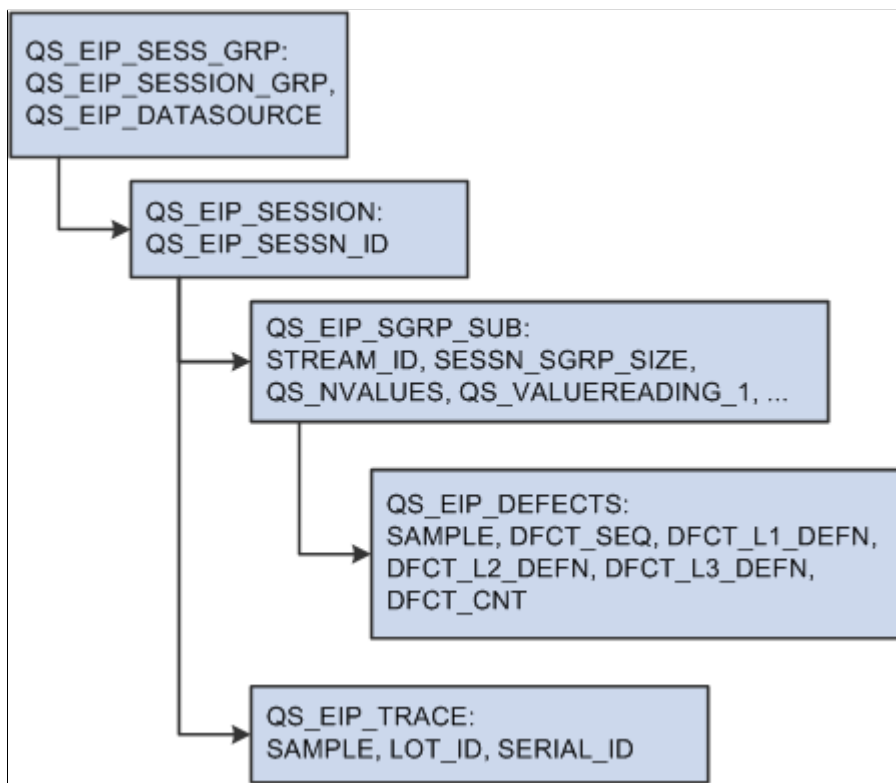 QS_EIP_SESS_GRP:
QS_EIP_SESSION_GRP,
QS_EIP_DATASOURCE
QS_EIP_SESSION:
QS_EIP_SESSN_ID
QS_EIP_SGRP_SUB:
STREAM_ID, SESSN_SGRP_SIZE,
QS_NVALUES, QS_VALUEREADING_1, ...
QS_EIP_DEFECTS:
SAMPLE, DFCT_SEQ, DFCT_L1_DEFN,
DFCT_L2_DEFN, DFCT_L3_DEFN,
DFCT_CNT
QS_EIP_TRACE:
SAMPLE, LOT_ID, SERIAL_ID